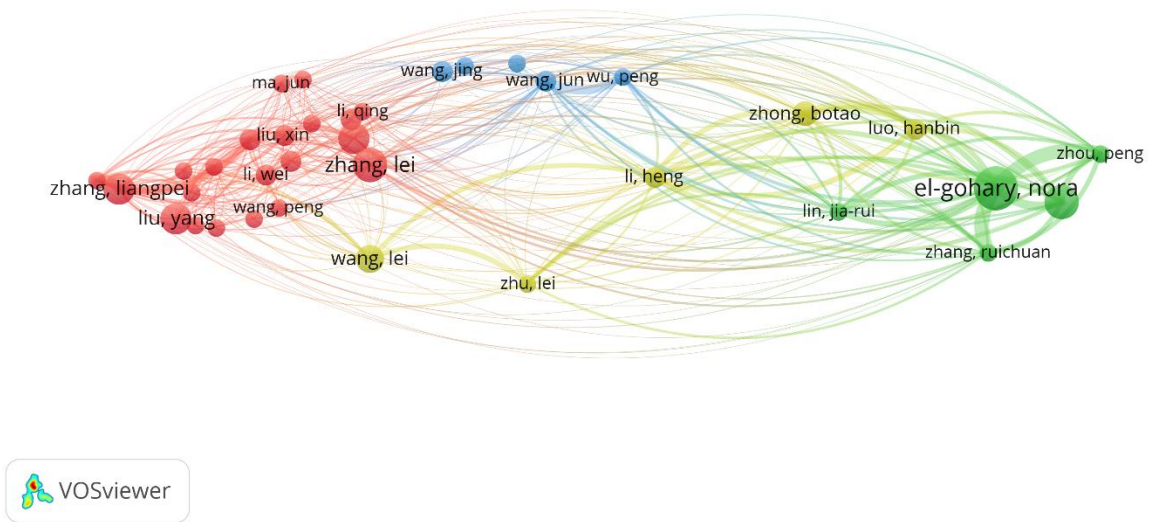 ma, jun
wang, jing
wang, jun
wu, peng
li, qing
zhong, botao
liu, xin
luo, hanbin
zhou, peng
zhang, lei
li, wei
li, heng
zhang, liangpei
el-gohary, nora
wang, peng
liu, yang
lin, jia-rui
wang, lei
zhang, ruichuan
zhu, lei
VOSviewer